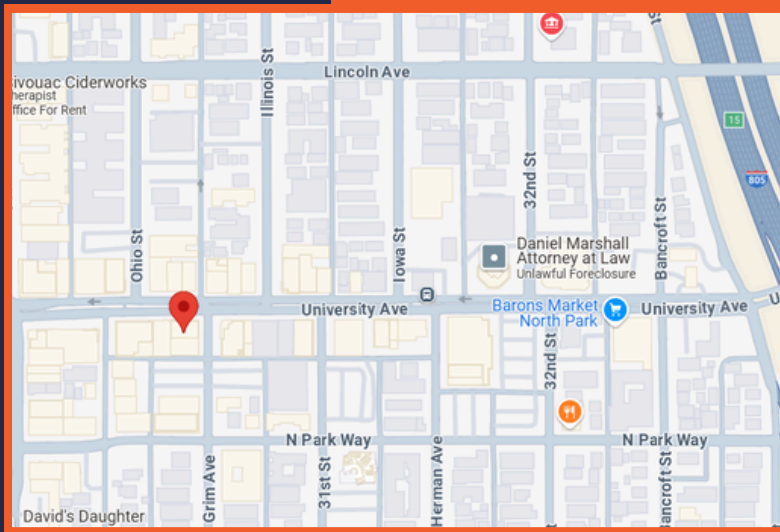 St
Lincoln Ave
Illinois St
ivouac Ciderworks
herapist
ffice For Rent
15
805
32nd St
Bancroft St
Ohio St
Iowa St
Daniel Marshall
Attorney at Law
Unlawful Foreclosure
University Ave
Barons Market
North Park
University Ave
U
32nd St
N Park Way
N Park Way
Grim Ave
31st St
Herman Ave
Bancroft St
David's Daughter